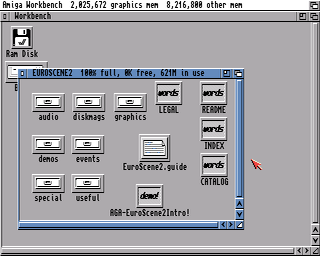 Amiga Workbench  2,025,672 graphics mem  8,216,800 other mem
Workbench
Ram Disk
EUROSCENE2  100% full, 0K free, 621M in use
words
words
audio
diskmags
graphics
LEGAL
README
words
INDEX
demos
events
EuroScene2.guide
words
CATALOG
special
useful
demo!
AGA-EuroScene2Intro!